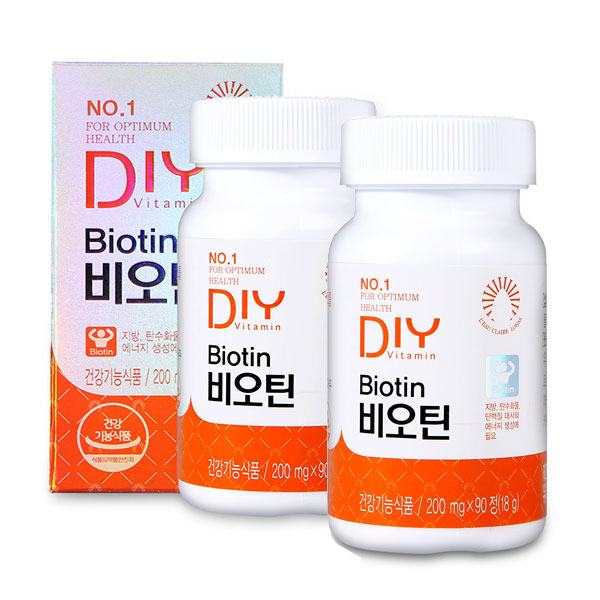 NO.1
FOR OPTIMUM
HEALTH
DIY
Vitamin
Biotin
비오틴
Biotin
지방, 탄수화물
에너지 생성에
건강기능식품 / 200 m
건강
기능식품
식품의약품안전처
NO.1
FOR OPTIMUM
HEALTH
DIY
Vitamin
Biotin
비오틴
건강기능식품 / 200 mg×90
NO.1
FOR OPTIMUM
HEALTH
DIY
Vitamin
L'EAU CLAIRE
Biotin
비오틴
Biotin
지방, 탄수화물,
단백질 대사와
에너지 생성에
필요
건강기능식품 / 200 mg×90 정(18 g)